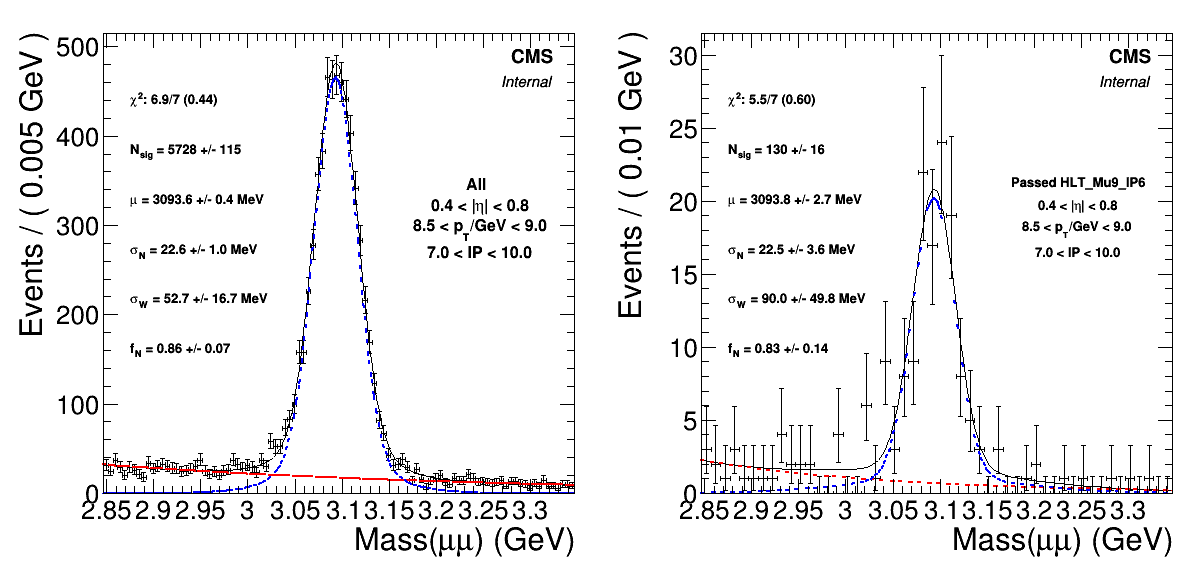 Events / ( 0.005 GeV )
500
400
300
200
100
0
CMS
Internal
χ²: 6.9/7 (0.44)
N_sig = 5728 +/- 115
μ = 3093.6 +/- 0.4 MeV
σ_N = 22.6 +/- 1.0 MeV
σ_W = 52.7 +/- 16.7 MeV
f_N = 0.86 +/- 0.07
All
0.4 < |η| < 0.8
8.5 < p_T/GeV < 9.0
7.0 < IP < 10.0
2.85 2.9 2.95 3 3.05 3.1 3.15 3.2 3.25 3.3
Mass(μμ) (GeV)
Events / ( 0.01 GeV )
30
25
20
15
10
5
0
CMS
Internal
χ²: 5.5/7 (0.60)
N_sig = 130 +/- 16
μ = 3093.8 +/- 2.7 MeV
σ_N = 22.5 +/- 3.6 MeV
σ_W = 90.0 +/- 49.8 MeV
f_N = 0.83 +/- 0.14
Passed HLT_Mu9_IP6
0.4 < |η| < 0.8
8.5 < p_T/GeV < 9.0
7.0 < IP < 10.0
2.85 2.9 2.95 3 3.05 3.1 3.15 3.2 3.25 3.3
Mass(μμ) (GeV)